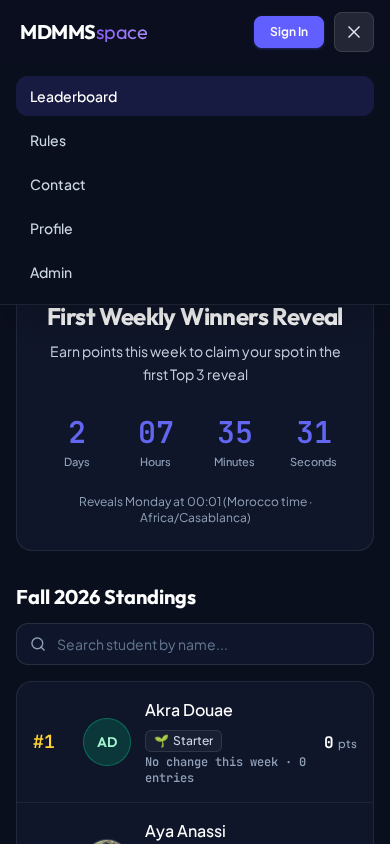 MDMMSspace
Sign In
Leaderboard
Rules
Contact
Profile
Admin
First Weekly Winners Reveal
Earn points this week to claim your spot in the
first Top 3 reveal
2 07 35 31
Days Hours Minutes Seconds
Reveals Monday at 00:01 (Morocco time ·
Africa/Casablanca)
Fall 2026 Standings
Search student by name...
#1
AD
Akra Douae
🌱 Starter
No change this week · 0
entries
0 pts
Aya Anassi